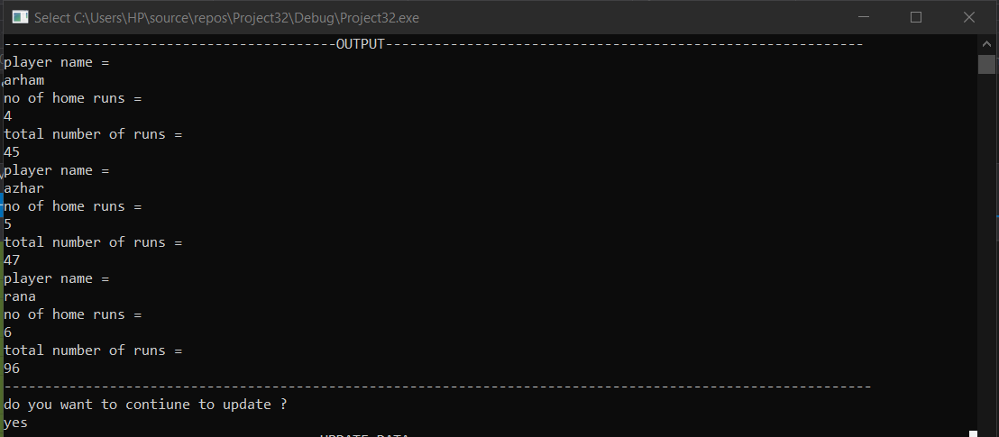 Select C:\Users\HP\source\repos\Project32\Debug\Project32.exe
-----------------------------------------OUTPUT-----------------------------------------------------------
player name =
arham
no of home runs =
4
total number of runs =
45
player name =
azhar
no of home runs =
5
total number of runs =
47
player name =
rana
no of home runs =
6
total number of runs =
96
-----------------------------------------------------------------------------------------------------------
do you want to contiune to update ?
yes
UPDATE DATA